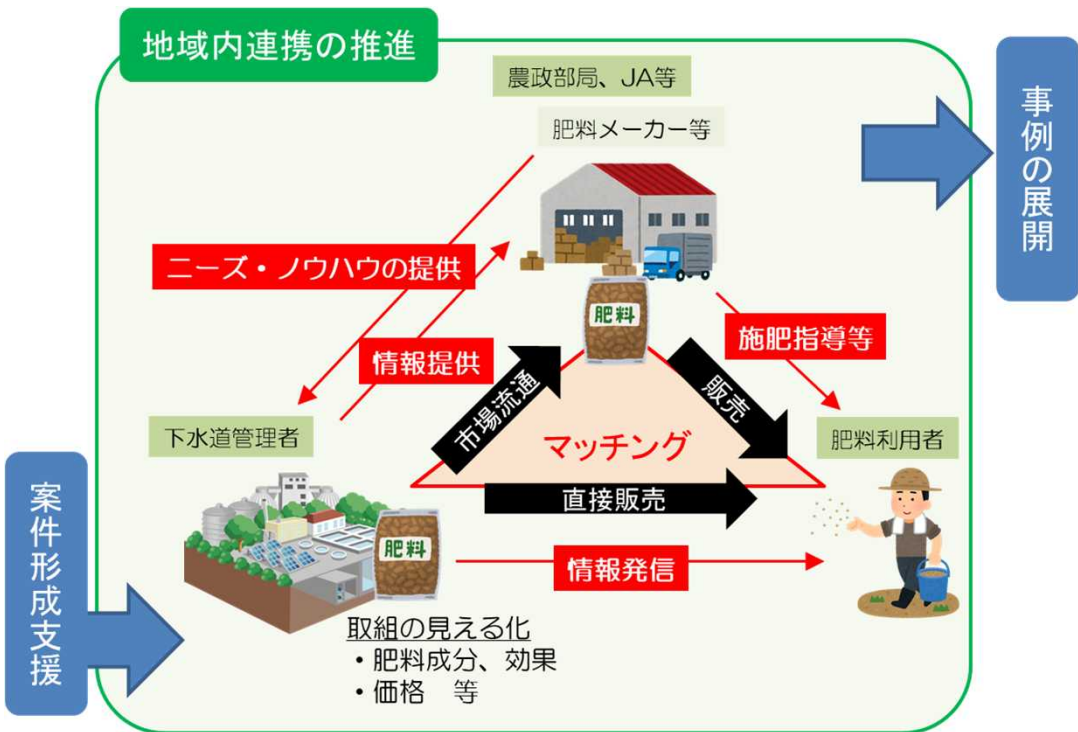 地域内連携の推進
農政部局、JA等
肥料メーカー等
事例の展開
ニーズ・ノウハウの提供
情報提供
肥料
施肥指導等
市場流通
販売
マッチング
下水道管理者
肥料利用者
直接販売
肥料
情報発信
案件形成支援
取組の見える化
・肥料成分、効果
・価格　等